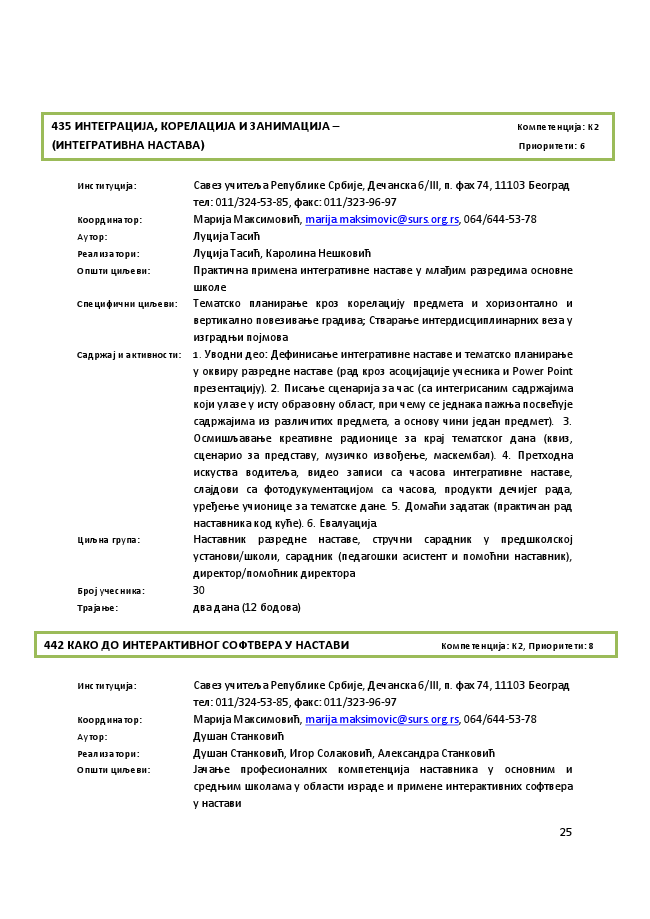 435 ИНТЕГРАЦИЈА, КОРЕЛАЦИЈА И ЗАНИМАЦИЈА – Компетенција: К2
(ИНТЕГРАТИВНА НАСТАВА) Приоритети: 6
Институција: Савез учитеља Републике Србије, Дечанска 6/III, п. фах 74, 11103 Београд
тел: 011/324-53-85, факс: 011/323-96-97
Координатор: Марија Максимовић, marija.maksimovic@surs.org.rs, 064/644-53-78
Аутор: Луција Тасић
Реализатори: Луција Тасић, Каролина Нешковић
Општи циљеви: Практична примена интегративне наставе у млађим разредима основне
школе
Специфични циљеви: Тематско планирање кроз корелацију предмета и хоризонтално и
вертикално повезивање градива; Стварање интердисциплинарних веза у
изградњи појмова
Садржај и активности: 1. Уводни део: Дефинисање интегративне наставе и тематско планирање
у оквиру разредне наставе (рад кроз асоцијације учесника и Power Point
презентацију). 2. Писање сценарија за час (са интегрисаним садржајима
који улазе у исту образовну област, при чему се једнака пажња посвећује
садржајима из различитих предмета, а основу чини један предмет). 3.
Осмишљавање креативне радионице за крај тематског дана (квиз,
сценарио за представу, музичко извођење, маскембал). 4. Претходна
искуства водитеља, видео записи са часова интегративне наставе,
слајдови са фотодукументацијом са часова, продукти дечијег рада,
уређење учионице за тематске дане. 5. Домаћи задатак (практичан рад
наставника код куће). 6. Евалуација.
Циљна група: Наставник разредне наставе, стручни сарадник у предшколској
установи/школи, сарадник (педагошки асистент и помоћни наставник),
директор/помоћник директора
Број учесника: 30
Трајање: два дана (12 бодова)
442 КАКО ДО ИНТЕРАКТИВНОГ СОФТВЕРА У НАСТАВИ Компетенција: К2, Приоритети: 8
Институција: Савез учитеља Републике Србије, Дечанска 6/III, п. фах 74, 11103 Београд
тел: 011/324-53-85, факс: 011/323-96-97
Координатор: Марија Максимовић, marija.maksimovic@surs.org.rs, 064/644-53-78
Аутор: Душан Станковић
Реализатори: Душан Станковић, Игор Солаковић, Александра Станковић
Општи циљеви: Јачање професионалних компетенција наставника у основним и
средњим школама у области израде и примене интерактивних софтвера
у настави
25